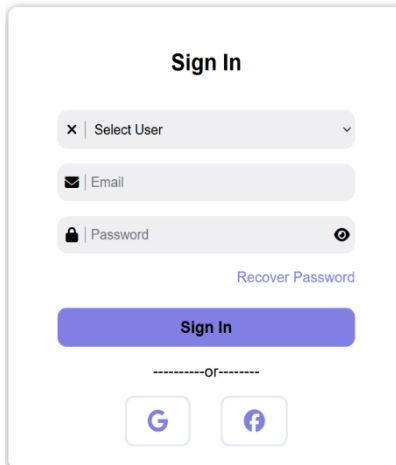 Sign In
Select User
Email
Password
Recover Password
Sign In
----------or--------